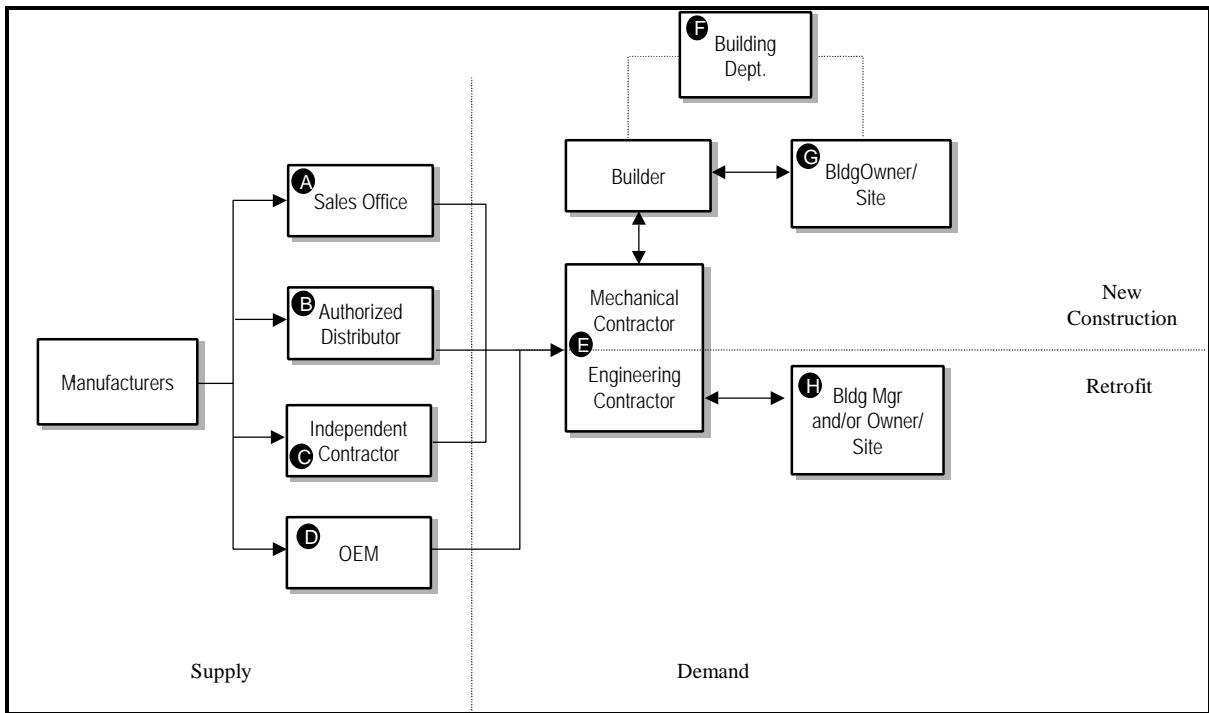 F
Building
Dept.
A
Sales Office
Builder
G
BldgOwner/
Site
B
Authorized
Distributor
Mechanical
Contractor
E
Engineering
Contractor
New
Construction
Manufacturers
Retrofit
H
Bldg Mgr
and/or Owner/
Site
Independent
C
Contractor
D
OEM
Supply
Demand